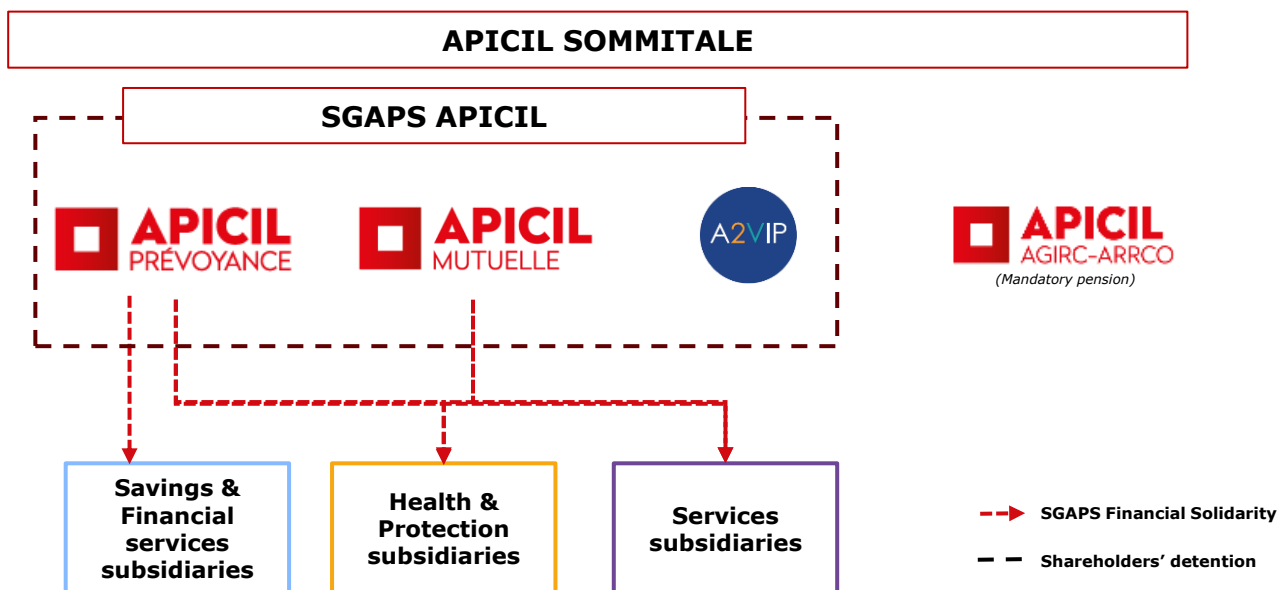 APICIL SOMMITALE
SGAPS APICIL
APICIL
PRÉVOYANCE
APICIL
MUTUELLE
A2VIP
APICIL
AGIRC-ARRCO
(Mandatory pension)
Savings &
Financial
services
subsidiaries
Health &
Protection
subsidiaries
Services
subsidiaries
SGAPS Financial Solidarity
Shareholders’ detention